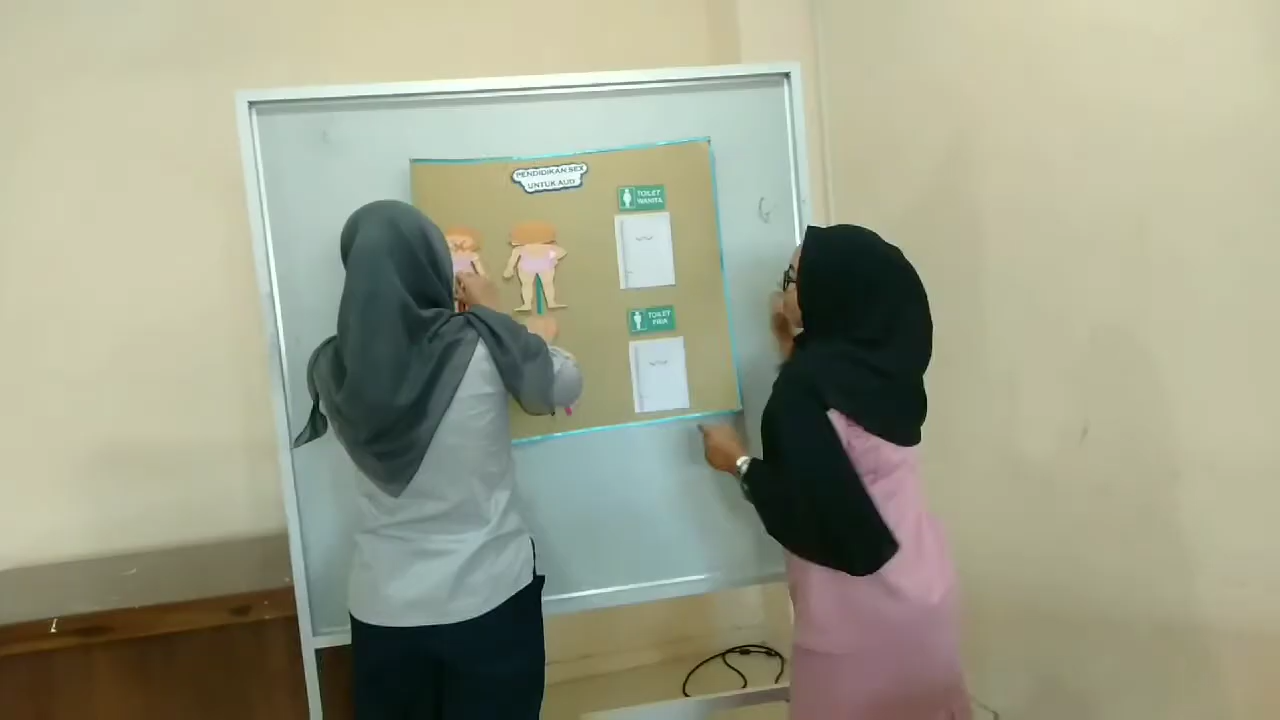 PENDIDIKAN SEX
UNTUK AUD
TOILET
WANITA
TOILET
PRIA